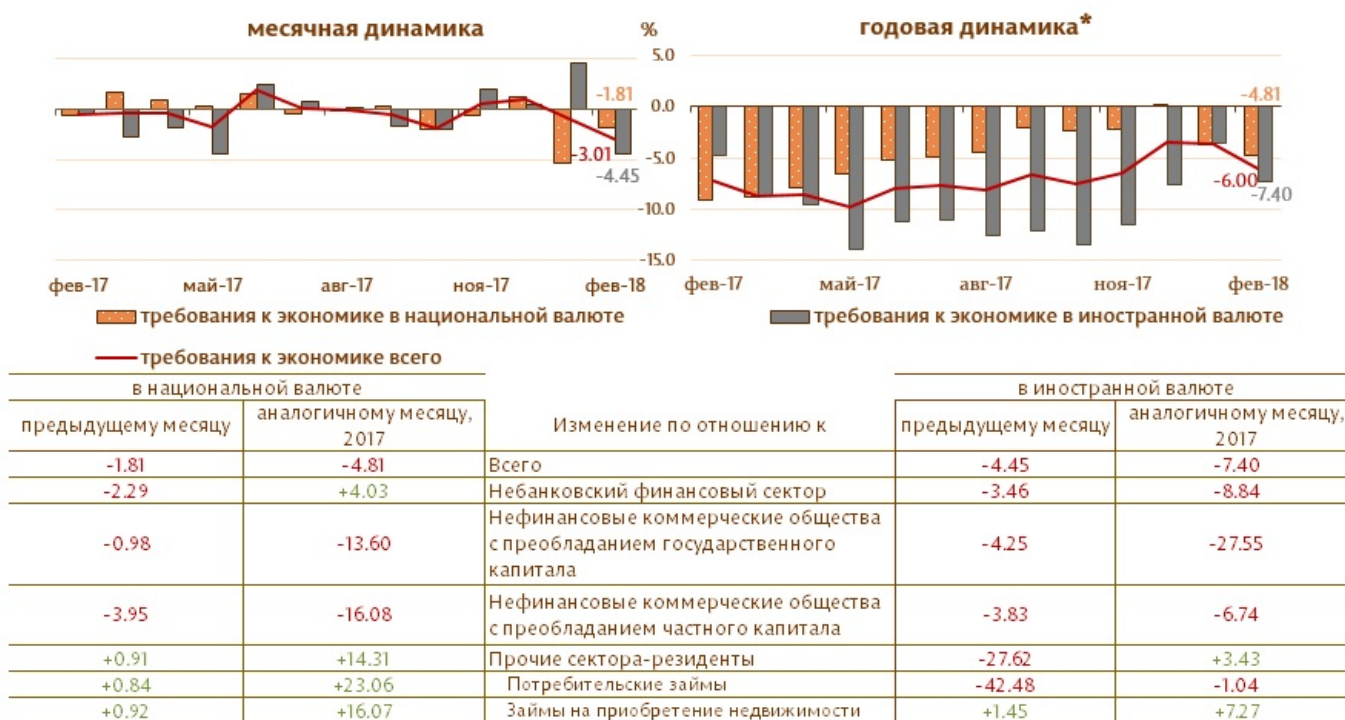 месячная динамика
%
годовая динамика*
5.0
0.0
-5.0
-10.0
-15.0
-1.81
-3.01
-4.45
-4.81
-6.00
-7.40
фев-17 май-17 авг-17 ноя-17 фев-18
фев-17 май-17 авг-17 ноя-17 фев-18
требования к экономике в национальной валюте
требования к экономике в иностранной валюте
требования к экономике всего
в национальной валюте
в иностранной валюте
предыдущему месяцу
аналогичному месяцу,
2017
Изменение по отношению к
предыдущему месяцу
аналогичному месяцу,
2017
-1.81 -4.81 Всего -4.45 -7.40
-2.29 +4.03 Небанковский финансовый сектор -3.46 -8.84
Нефинансовые коммерческие общества
-0.98 -13.60 с преобладанием государственного -4.25 -27.55
капитала
-3.95 -16.08 Нефинансовые коммерческие общества -3.83 -6.74
с преобладанием частного капитала
+0.91 +14.31 Прочие сектора-резиденты -27.62 +3.43
+0.84 +23.06 Потребительские займы -42.48 -1.04
+0.92 +16.07 Займы на приобретение недвижимости +1.45 +7.27